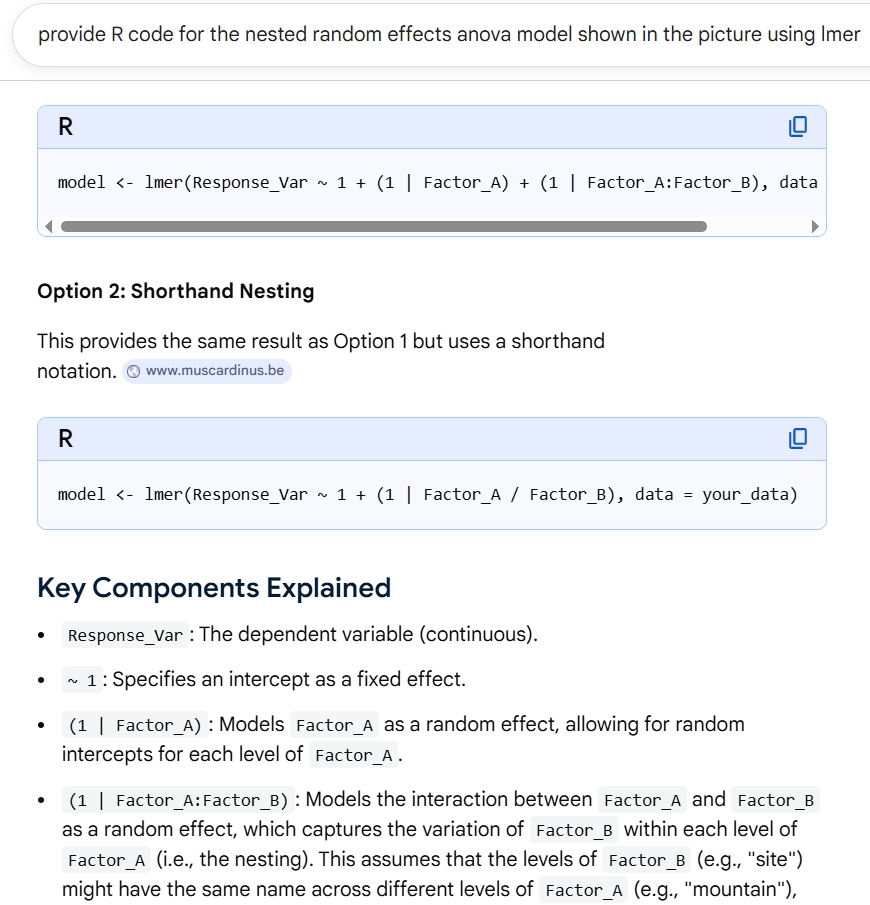 provide R code for the nested random effects anova model shown in the picture using lmer
R
model <- lmer(Response_Var ~ 1 + (1 | Factor_A) + (1 | Factor_A:Factor_B), data
Option 2: Shorthand Nesting
This provides the same result as Option 1 but uses a shorthand
notation. www.muscardinus.be
R
model <- lmer(Response_Var ~ 1 + (1 | Factor_A / Factor_B), data = your_data)
Key Components Explained
• Response_Var : The dependent variable (continuous).
• ~ 1 : Specifies an intercept as a fixed effect.
• (1 | Factor_A) : Models Factor_A as a random effect, allowing for random
intercepts for each level of Factor_A .
• (1 | Factor_A:Factor_B) : Models the interaction between Factor_A and Factor_B
as a random effect, which captures the variation of Factor_B within each level of
Factor_A (i.e., the nesting). This assumes that the levels of Factor_B (e.g., "site")
might have the same name across different levels of Factor_A (e.g., "mountain"),